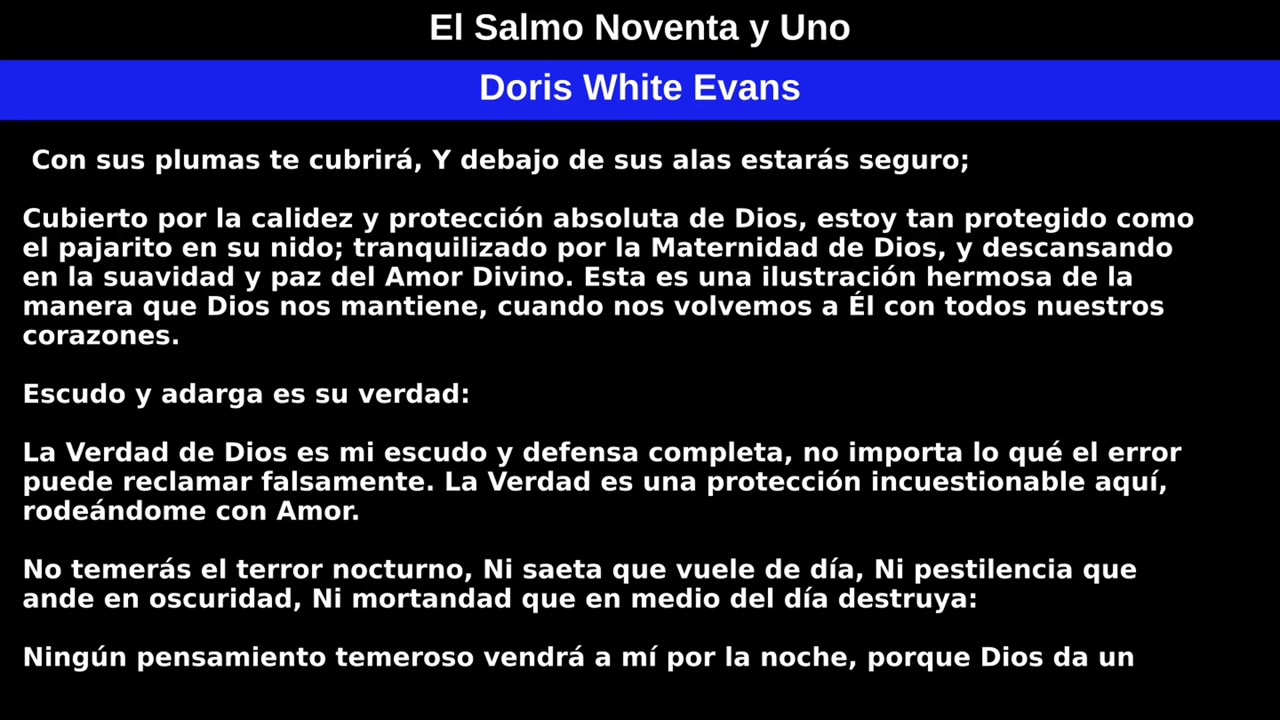 El Salmo Noventa y Uno
Doris White Evans
Con sus plumas te cubrirá, Y debajo de sus alas estarás seguro;
Cubierto por la calidez y protección absoluta de Dios, estoy tan protegido como
el pajarito en su nido; tranquilizado por la Maternidad de Dios, y descansando
en la suavidad y paz del Amor Divino. Esta es una ilustración hermosa de la
manera que Dios nos mantiene, cuando nos volvemos a Él con todos nuestros
corazones.
Escudo y adarga es su verdad:
La Verdad de Dios es mi escudo y defensa completa, no importa lo qué el error
puede reclamar falsamente. La Verdad es una protección incuestionable aquí,
rodeándome con Amor.
No temerás el terror nocturno, Ni saeta que vuele de día, Ni pestilencia que
ande en oscuridad, Ni mortandad que en medio del día destruya:
Ningún pensamiento temeroso vendrá a mí por la noche, porque Dios da un